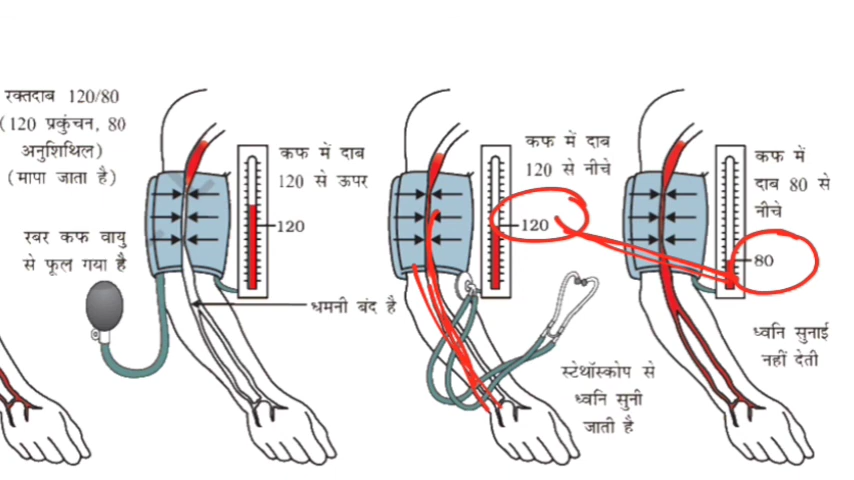 रक्तदाब 120/80
(120 प्रकुंचन, 80
अनुशिथिल)
(मापा जाता है)
रबर कफ वायु
से फूल गया है
कफ में दाब
120 से ऊपर
120
धमनी बंद है
कफ में दाब
120 से नीचे
120
स्टेथॉस्कोप से
ध्वनि सुनी
जाती है
कफ में
दाब 80 से
नीचे
80
ध्वनि सुनाई
नहीं देती